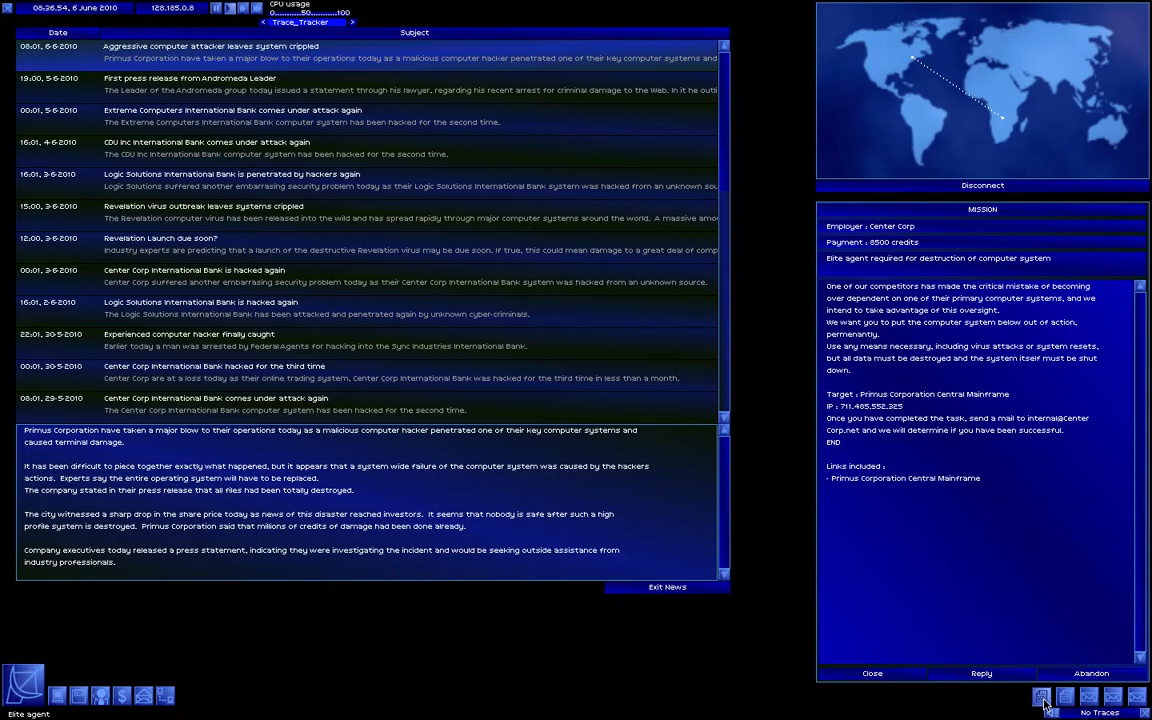 08:26.54, 6 June 2010
128.185.0.8
CPU usage
0.........50.........100
< Trace_Tracker >
Date Subject
08:01, 6-6-2010 Aggressive computer attacker leaves system crippled
Primus Corporation have taken a major blow to their operations today as a malicious computer hacker penetrated one of their key computer systems and
19:00, 5-6-2010 First press release from Andromeda Leader
The Leader of the Andromeda group today issued a statement through his lawyer, regarding his recent arrest for criminal damage to the Web. In it he outli
00:01, 5-6-2010 Extreme Computers International Bank comes under attack again
The Extreme Computers International Bank computer system has been hacked for the second time.
16:01, 4-6-2010 CDU Inc International Bank comes under attack again
The CDU Inc International Bank computer system has been hacked for the second time.
16:01, 3-6-2010 Logic Solutions International Bank is penetrated by hackers again
Logic Solutions suffered another embarrasing security problem today as their Logic Solutions International Bank system was hacked from an unknown sou
15:00, 3-6-2010 Revelation virus outbreak leaves systems crippled
The Revelation computer virus has been released into the wild and has spread rapidly through major computer systems around the world. A massive amo
12:00, 3-6-2010 Revelation Launch due soon?
Industry experts are predicting that a launch of the destructive Revelation virus may be due soon. If true, this could mean damage to a great deal of comp
00:01, 3-6-2010 Center Corp International Bank is hacked again
Center Corp suffered another embarrasing security problem today as their Center Corp International Bank system was hacked from an unknown source.
16:01, 2-6-2010 Logic Solutions International Bank is hacked again
The Logic Solutions International Bank has been attacked and penetrated again by unknown cyber-criminals.
22:01, 30-5-2010 Experienced computer hacker finally caught
Earlier today a man was arrested by Federal Agents for hacking into the Sync Industries International Bank.
00:01, 30-5-2010 Center Corp International Bank hacked for the third time
Center Corp are at a loss today as their online trading system, Center Corp International Bank was hacked for the third time in less than a month.
08:01, 29-5-2010 Center Corp International Bank comes under attack again
The Center Corp International Bank computer system has been hacked for the second time.
Primus Corporation have taken a major blow to their operations today as a malicious computer hacker penetrated one of their key computer systems and
caused terminal damage.
It has been difficult to piece together exactly what happened, but it appears that a system wide failure of the computer system was caused by the hackers
actions. Experts say the entire operating system will have to be replaced.
The company stated in their press release that all files had been totally destroyed.
The city witnessed a sharp drop in the share price today as news of this disaster reached investors. It seems that nobody is safe after such a high
profile system is destroyed. Primus Corporation said that millions of credits of damage had been done already.
Company executives today released a press statement, indicating they were investigating the incident and would be seeking outside assistance from
industry professionals.
Exit News
Disconnect
MISSION
Employer : Center Corp
Payment : 8500 credits
Elite agent required for destruction of computer system
One of our competitors has made the critical mistake of becoming
over dependent on one of their primary computer systems, and we
intend to take advantage of this oversight.
We want you to put the computer system below out of action,
permenantly.
Use any means necessary, including virus attacks or system resets,
but all data must be destroyed and the system itself must be shut
down.
Target : Primus Corporation Central Mainframe
IP : 711.485.552.325
Once you have completed the task, send a mail to internal@Center
Corp.net and we will determine if you have been successful.
END
Links included :
- Primus Corporation Central Mainframe
Close Reply Abandon
Elite agent
No Traces